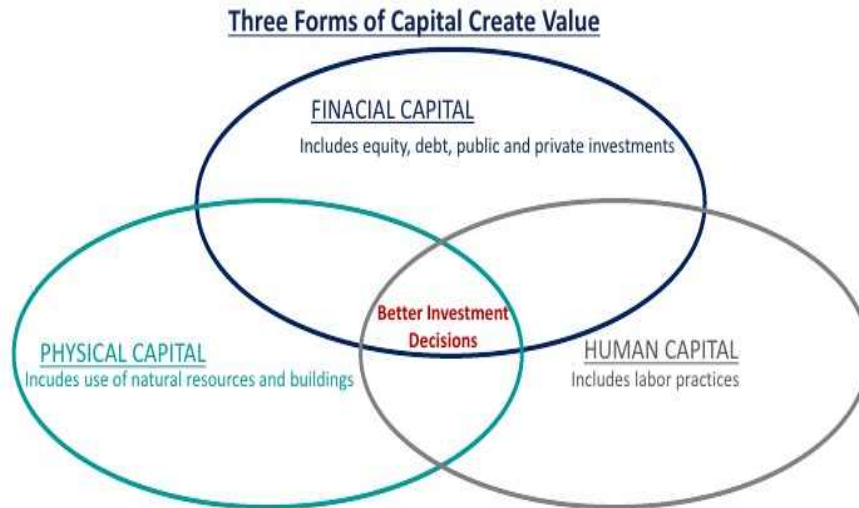 Three Forms of Capital Create Value
FINACIAL CAPITAL
Includes equity, debt, public and private investments
Better Investment
Decisions
PHYSICAL CAPITAL
Incudes use of natural resources and buildings
HUMAN CAPITAL
Includes labor practices